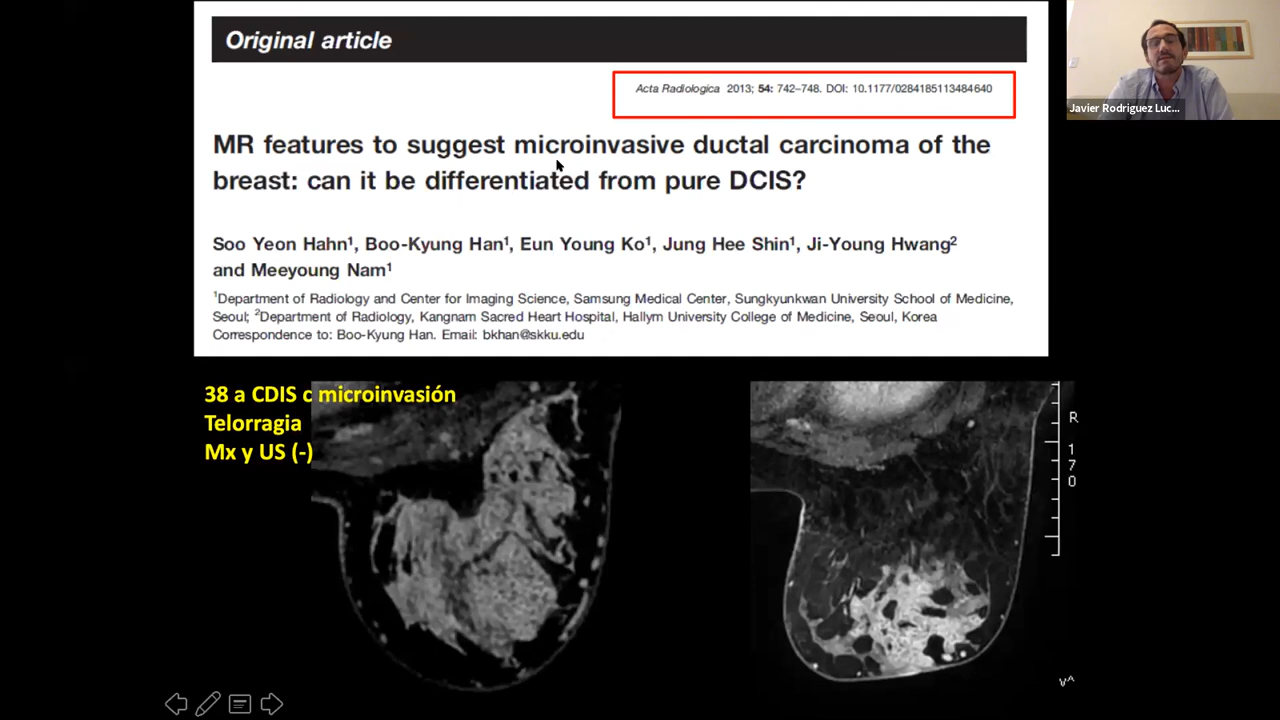 Original article
Acta Radiologica 2013; 54: 742–748. DOI: 10.1177/0284185113484640
MR features to suggest microinvasive ductal carcinoma of the
breast: can it be differentiated from pure DCIS?
Soo Yeon Hahn¹, Boo-Kyung Han¹, Eun Young Ko¹, Jung Hee Shin¹, Ji-Young Hwang²
and Meeyoung Nam¹
¹Department of Radiology and Center for Imaging Science, Samsung Medical Center, Sungkyunkwan University School of Medicine,
Seoul; ²Department of Radiology, Kangnam Sacred Heart Hospital, Hallym University College of Medicine, Seoul, Korea
Correspondence to: Boo-Kyung Han. Email: bkhan@skku.edu
Javier Rodriguez Luc...
38 a CDIS c microinvasión
Telorragia
Mx y US (-)
R
1
7
0
V^